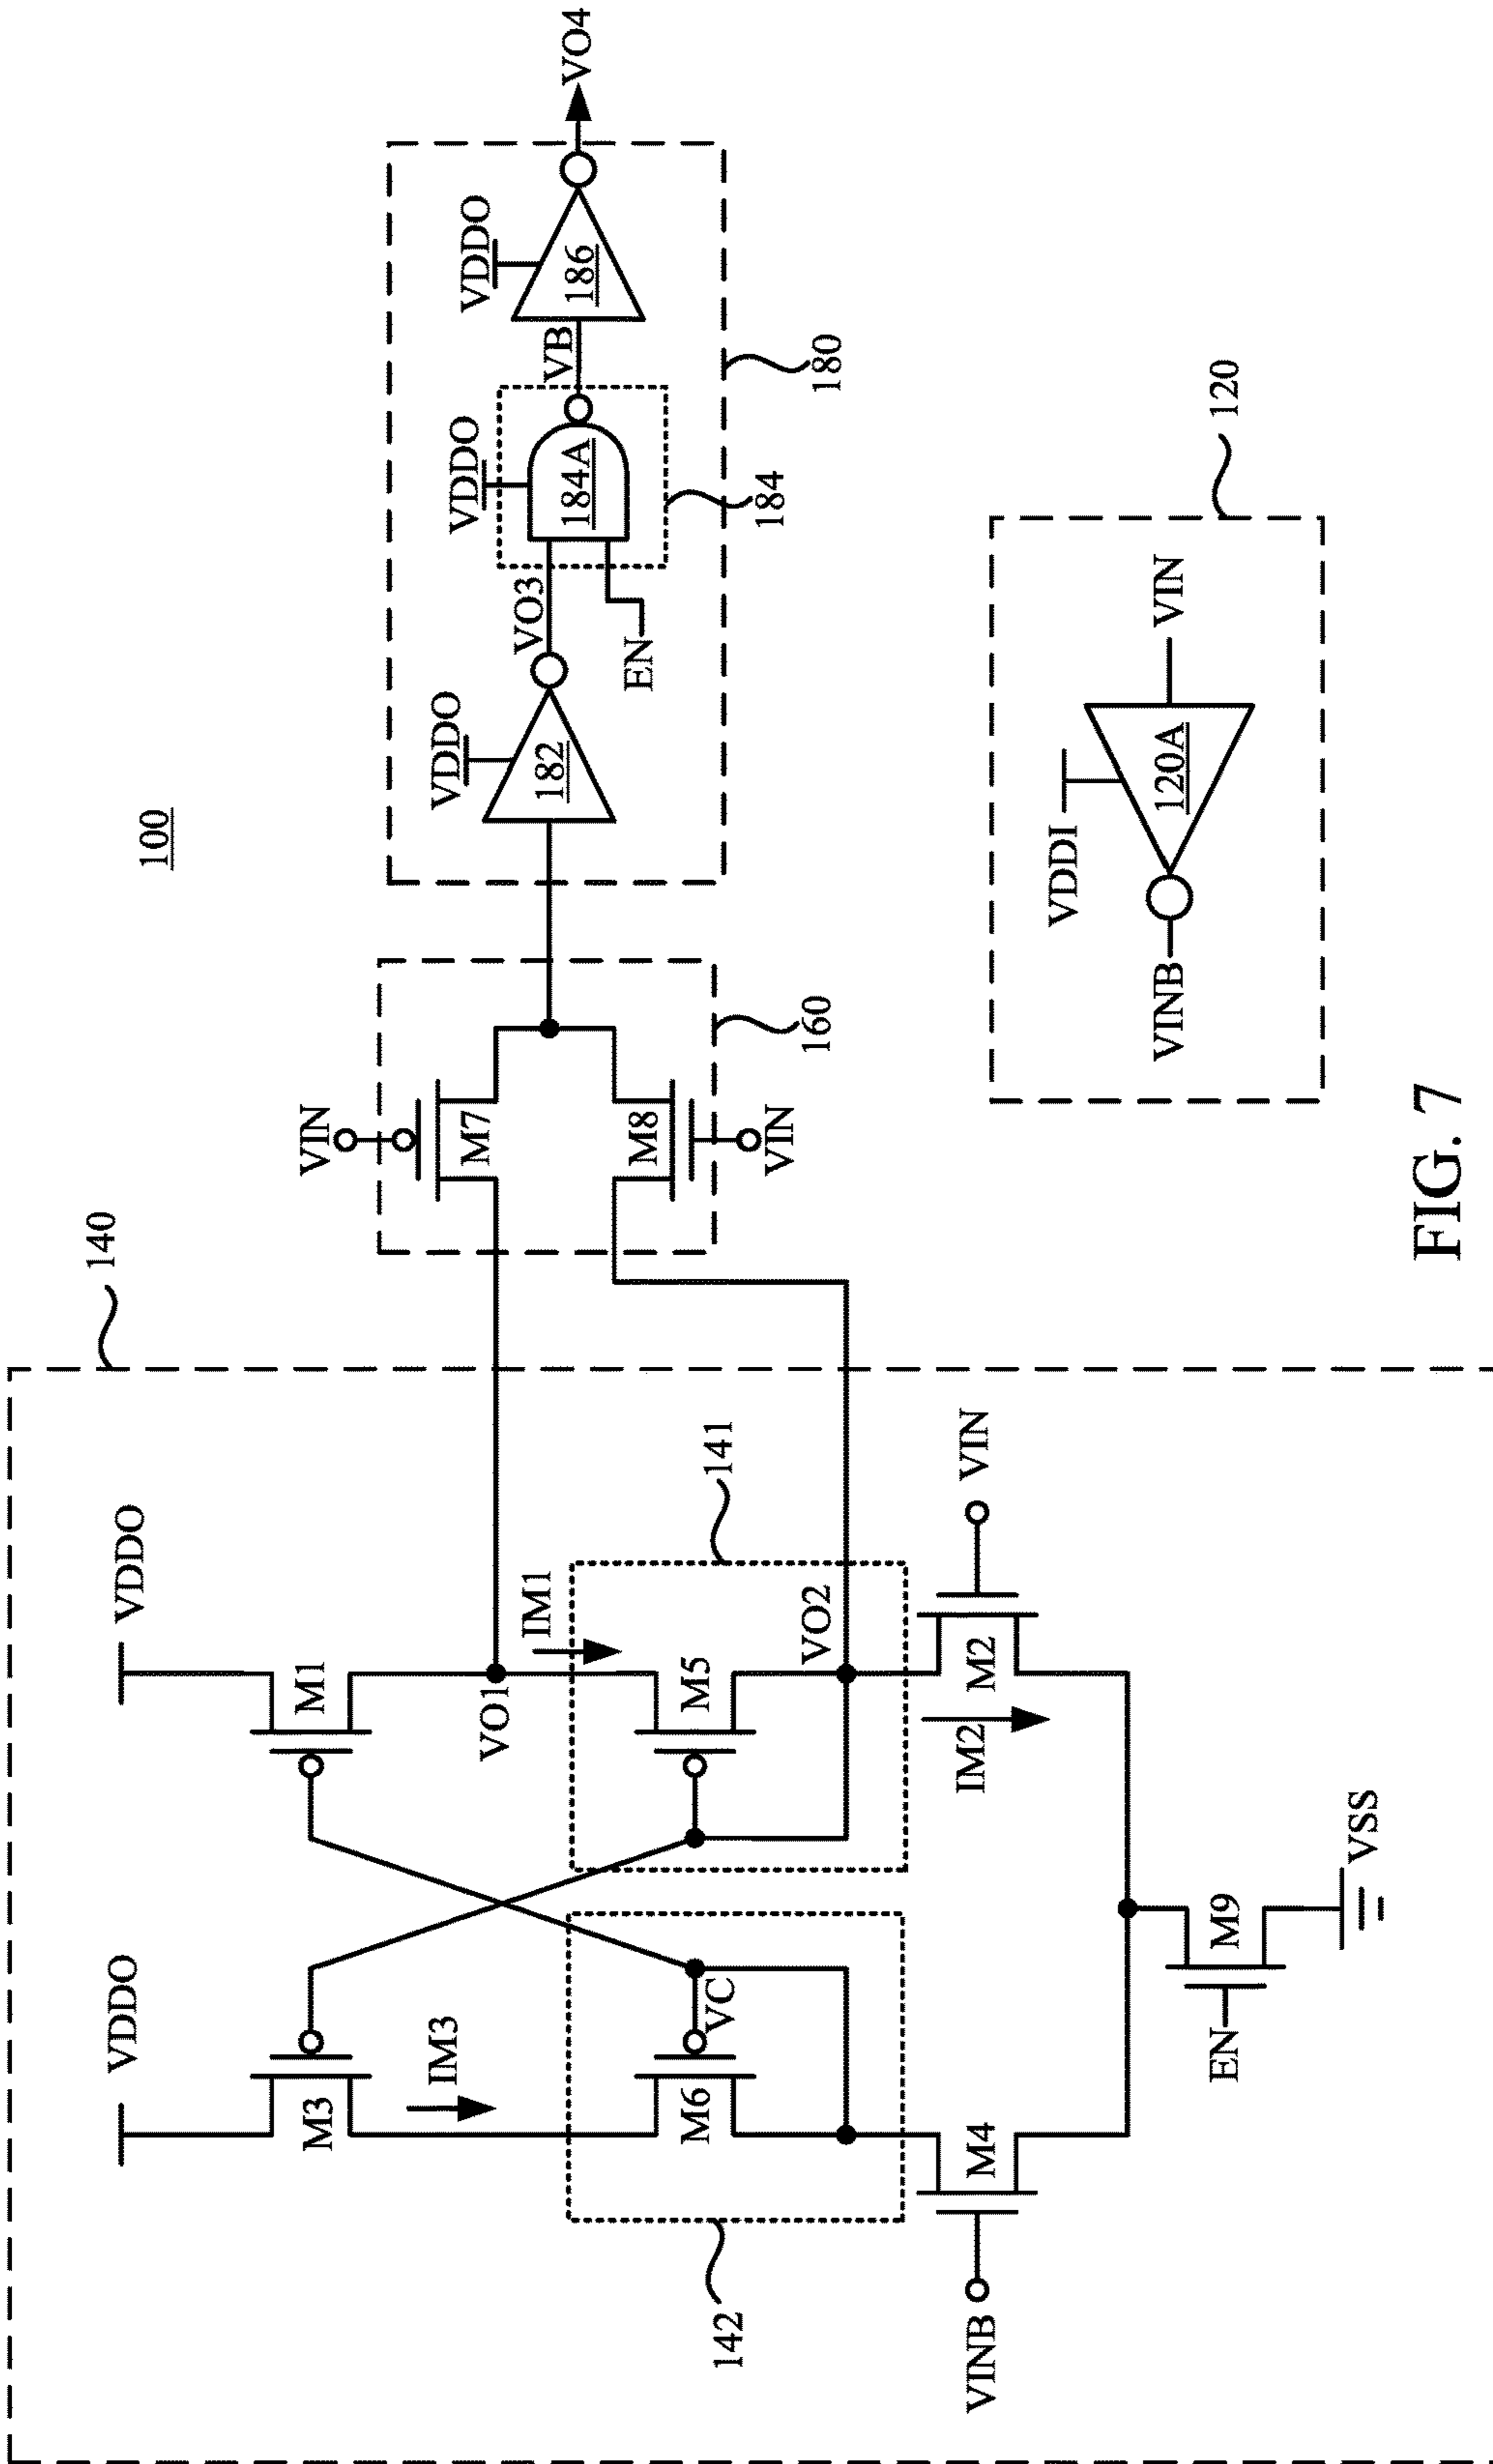 100
140
VDDO
VDDO
M3
M1
IM3
VO1
IM1
141
142
M6
VC
M5
VO2
VINB
M4
IM2
M2
VIN
EN
M9
VSS
VIN
M7
M8
VIN
160
VDDO
182
VO3
EN
VDDO
184A
184
VB
VDDO
186
VO4
180
VDDI
VINB
120A
VIN
120
FIG. 7